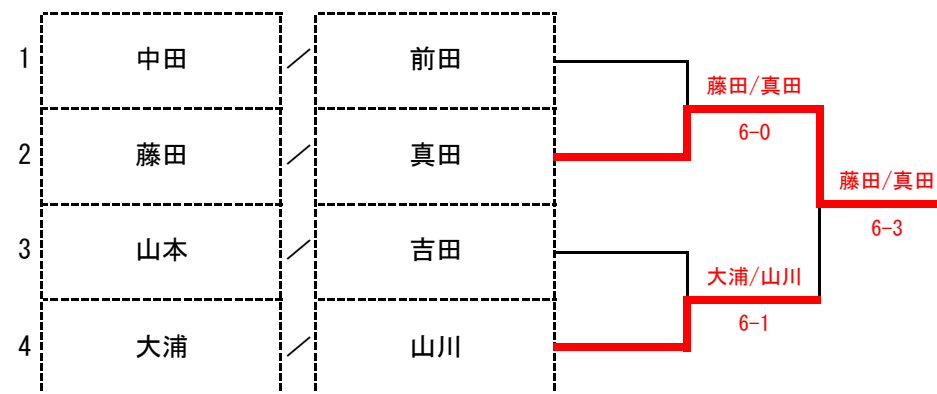 1 中田 ／ 前田
藤田/真田
6-0
2 藤田 ／ 真田
藤田/真田
6-3
3 山本 ／ 吉田
大浦/山川
6-1
4 大浦 ／ 山川